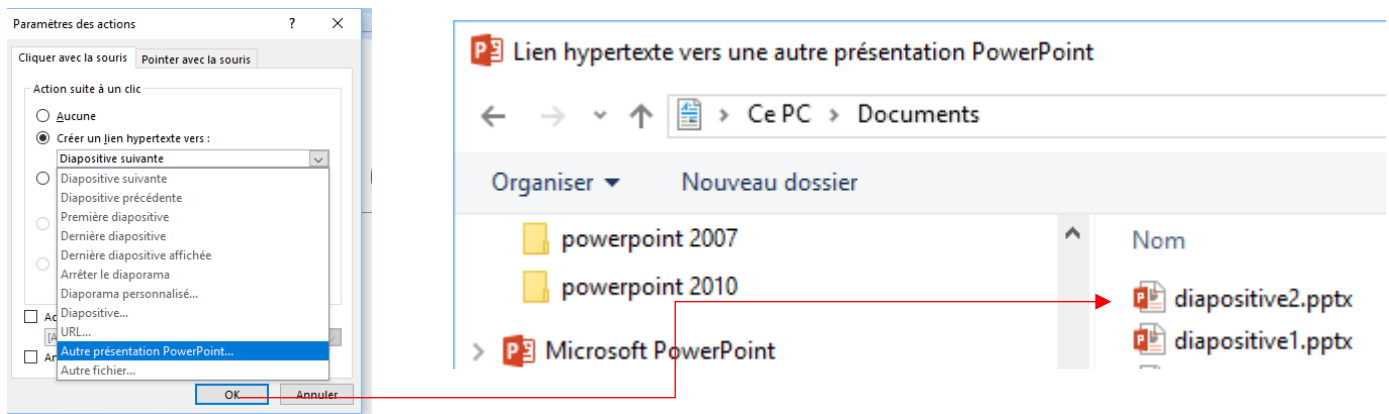 Paramètres des actions ? X
Cliquer avec la souris Pointer avec la souris
Action suite à un clic
Aucune
Créer un lien hypertexte vers :
Diapositive suivante
Diapositive suivante
Diapositive précédente
Première diapositive
Dernière diapositive
Dernière diapositive affichée
Arrêter le diaporama
Diaporama personnalisé...
Diapositive...
URL...
Autre présentation PowerPoint...
Autre fichier...
OK Annuler
Lien hypertexte vers une autre présentation PowerPoint
Ce PC > Documents
Organiser Nouveau dossier
powerpoint 2007
powerpoint 2010
Microsoft PowerPoint
Nom
diapositive2.pptx
diapositive1.pptx